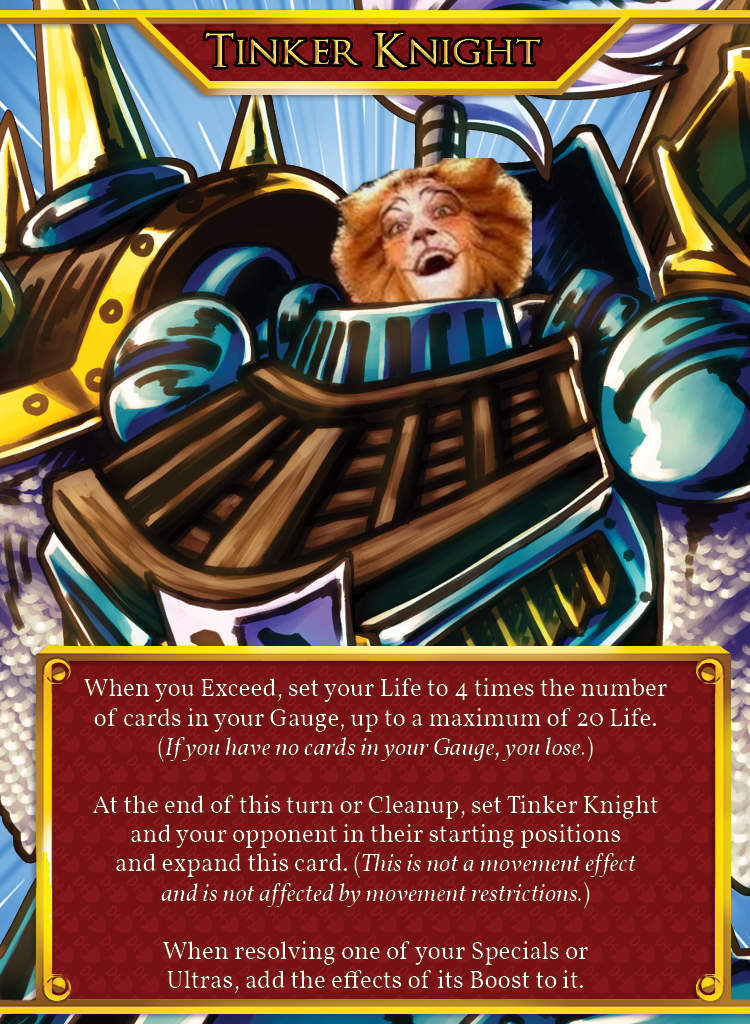 TINKER KNIGHT
When you Exceed, set your Life to 4 times the number
of cards in your Gauge, up to a maximum of 20 Life.
(If you have no cards in your Gauge, you lose.)
At the end of this turn or Cleanup, set Tinker Knight
and your opponent in their starting positions
and expand this card. (This is not a movement effect
and is not affected by movement restrictions.)
When resolving one of your Specials or
Ultras, add the effects of its Boost to it.